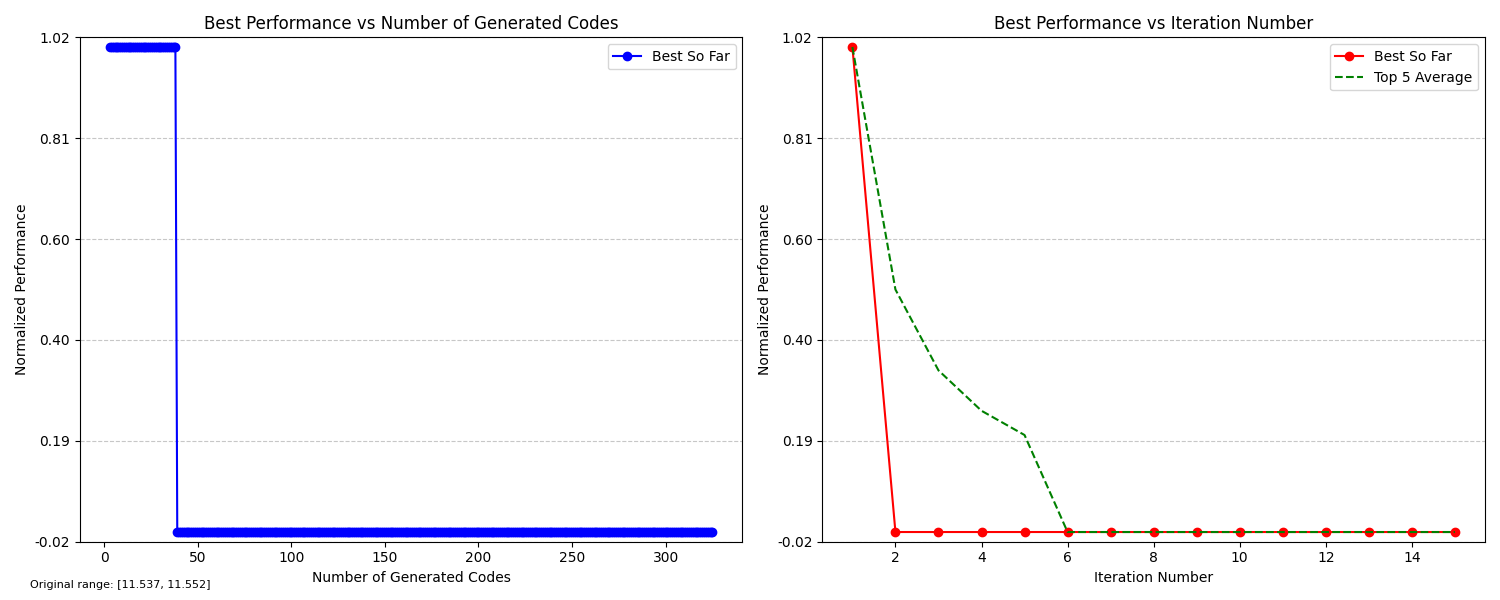 Best Performance vs Number of Generated Codes
1.02
0.81
0.60
0.40
0.19
-0.02
Normalized Performance
Best So Far
0 50 100 150 200 250 300
Number of Generated Codes
Original range: [11.537, 11.552]
Best Performance vs Iteration Number
1.02
0.81
0.60
0.40
0.19
-0.02
Normalized Performance
Best So Far
Top 5 Average
2 4 6 8 10 12 14
Iteration Number